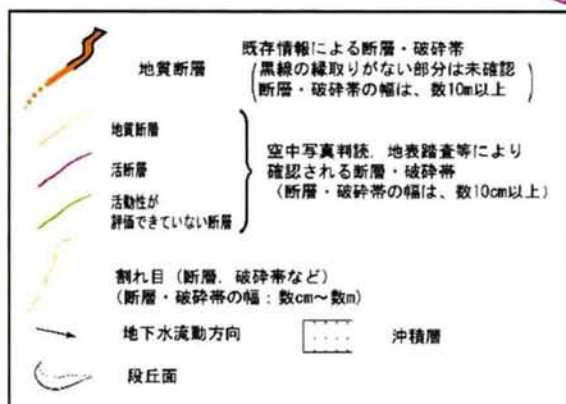 地質断層
既存情報による断層・破砕帯
(黒線の縁取りがない部分は未確認
断層・破砕帯の幅は、数10m以上)
地質断層
活断層
活動性が
評価できていない断層
空中写真判読、地表踏査等により
確認される断層・破砕帯
(断層・破砕帯の幅は、数10cm以上)
割れ目(断層、破砕帯など)
(断層・破砕帯の幅:数cm~数m)
地下水流動方向
沖積層
段丘面